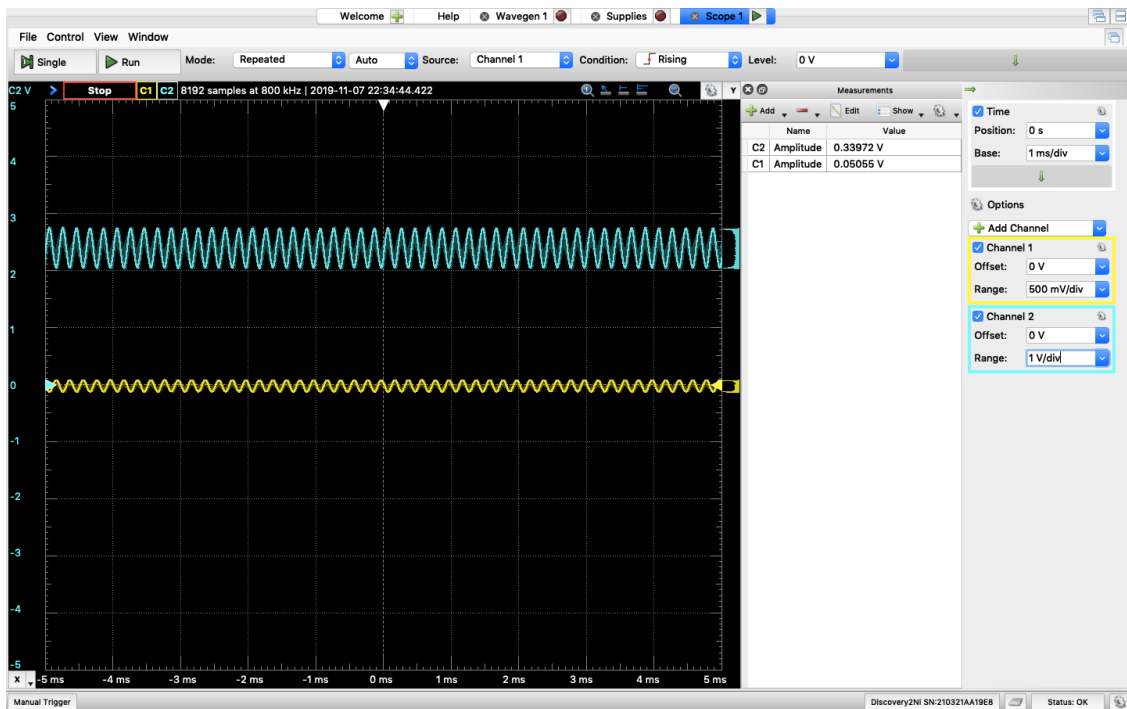 Welcome Help Wavegen 1 Supplies Scope 1
File Control View Window
Single Run Mode: Repeated Auto Source: Channel 1 Condition: Rising Level: 0 V
C2 V Stop C1 C2 8192 samples at 800 kHz | 2019-11-07 22:34:44.422 Y
Measurements
Add Edit Show
Name Value
C2 Amplitude 0.33972 V
C1 Amplitude 0.05055 V
Time
Position: 0 s
Base: 1 ms/div
Options
Add Channel
Channel 1
Offset: 0 V
Range: 500 mV/div
Channel 2
Offset: 0 V
Range: 1 V/div
5
4
3
2
1
0
-1
-2
-3
-4
-5
X -5 ms -4 ms -3 ms -2 ms -1 ms 0 ms 1 ms 2 ms 3 ms 4 ms 5 ms
Manual Trigger Discovery2NI SN:210321AA19E8 Status: OK